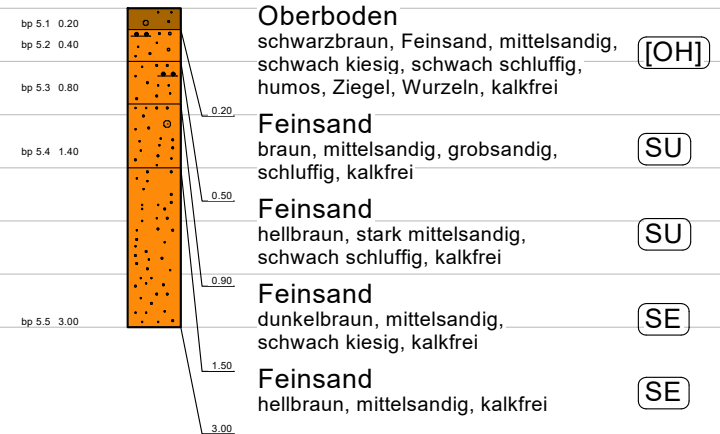 bp 5.1 0.20
bp 5.2 0.40
bp 5.3 0.80
bp 5.4 1.40
bp 5.5 3.00
Oberboden
schwarzbraun, Feinsand, mittelsandig,
schwach kiesig, schwach schluffig,
humos, Ziegel, Wurzeln, kalkfrei
[OH]
0.20
Feinsand
braun, mittelsandig, grobsandig,
schluffig, kalkfrei
SU
0.50
Feinsand
hellbraun, stark mittelsandig,
schwach schluffig, kalkfrei
SU
0.90
Feinsand
dunkelbraun, mittelsandig,
schwach kiesig, kalkfrei
SE
1.50
Feinsand
hellbraun, mittelsandig, kalkfrei
SE
3.00